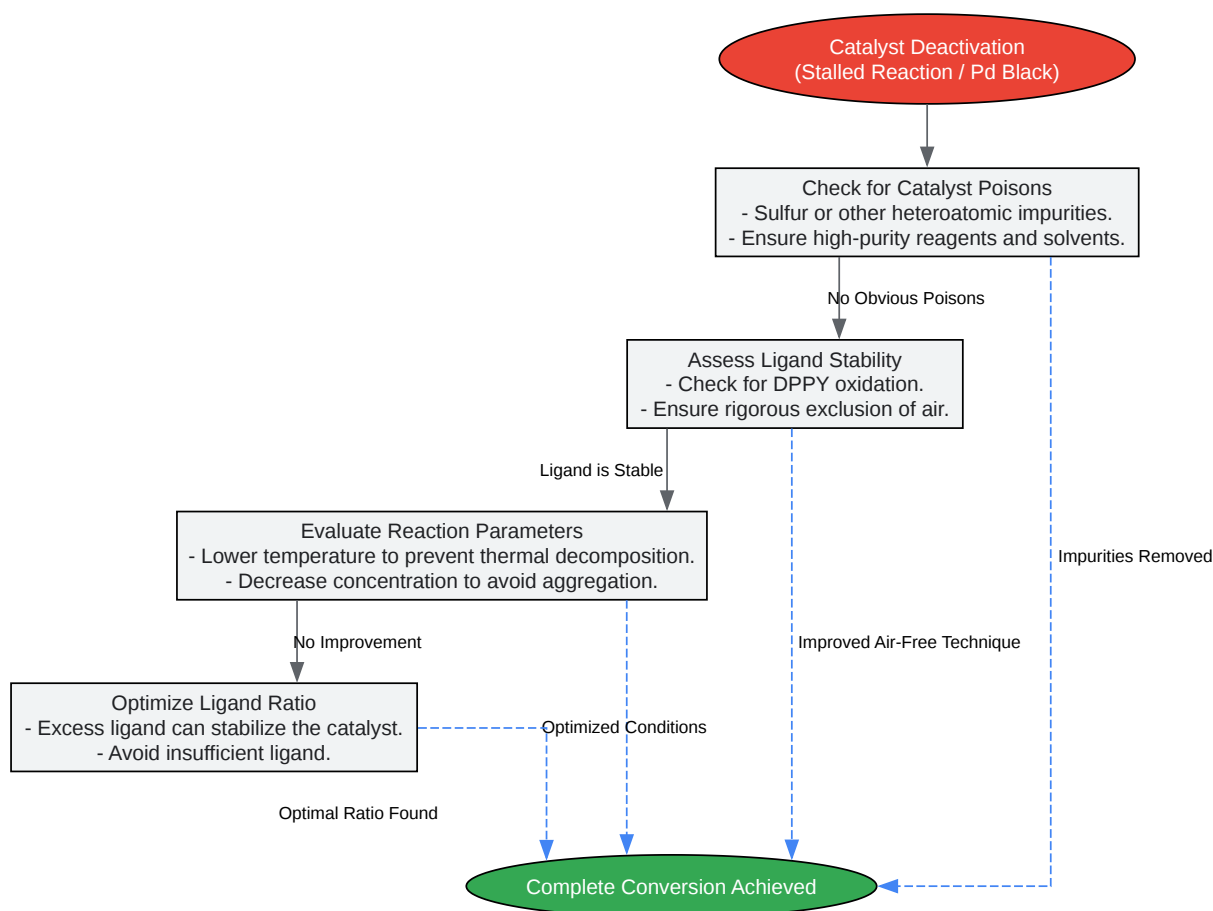 Catalyst Deactivation
(Stalled Reaction / Pd Black)
Check for Catalyst Poisons
- Sulfur or other heteroatomic impurities.
- Ensure high-purity reagents and solvents.
No Obvious Poisons
Assess Ligand Stability
- Check for DPPY oxidation.
- Ensure rigorous exclusion of air.
Ligand is Stable
Evaluate Reaction Parameters
- Lower temperature to prevent thermal decomposition.
- Decrease concentration to avoid aggregation.
Impurities Removed
No Improvement
Improved Air-Free Technique
Optimize Ligand Ratio
- Excess ligand can stabilize the catalyst.
- Avoid insufficient ligand.
Optimized Conditions
Optimal Ratio Found
Complete Conversion Achieved